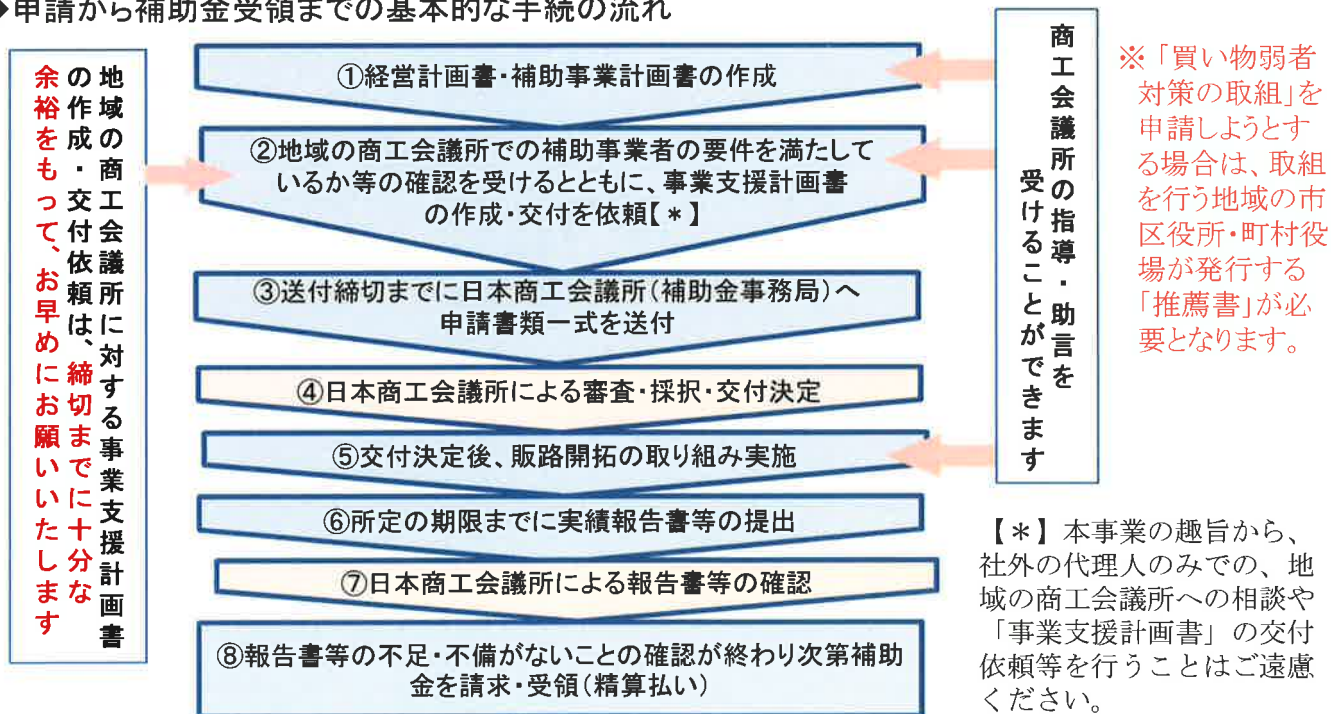 ◆申請から補助金受領までの基本的な手続の流れ
地域の商工会議所に対する事業支援計画書
の作成・交付依頼は、締切までに十分な
余裕をもって、お早めにお願いいたします
①経営計画書・補助事業計画書の作成
②地域の商工会議所での補助事業者の要件を満たして
いるか等の確認を受けるとともに、事業支援計画書
の作成・交付を依頼【*】
③送付締切までに日本商工会議所（補助金事務局）へ
申請書類一式を送付
④日本商工会議所による審査・採択・交付決定
⑤交付決定後、販路開拓の取り組み実施
⑥所定の期限までに実績報告書等の提出
⑦日本商工会議所による報告書等の確認
⑧報告書等の不足・不備がないことの確認が終わり次第補助
金を請求・受領（精算払い）
商工会議所の指導・助言を
受けることができます
※「買い物弱者
対策の取組」を
申請しようとす
る場合は、取組
を行う地域の市
区役所・町村役
場が発行する
「推薦書」が必
要となります。
【*】本事業の趣旨から、
社外の代理人のみでの、地
域の商工会議所への相談や
「事業支援計画書」の交付
依頼等を行うことはご遠慮
ください。